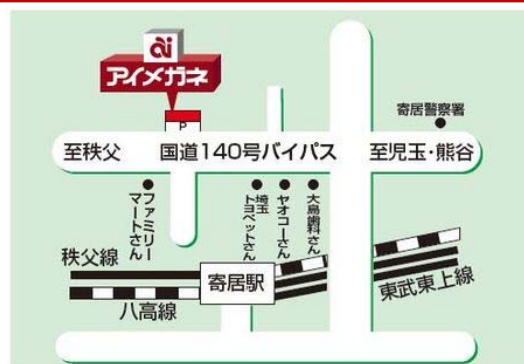 ai
アイメガネ
P
寄居警察署
至秩父
国道140号バイパス
至児玉・熊谷
ファミリー
マートさん
埼玉
トヨペットさん
ヤオコーさん
大島歯科さん
秩父線
寄居駅
八高線
東武東上線